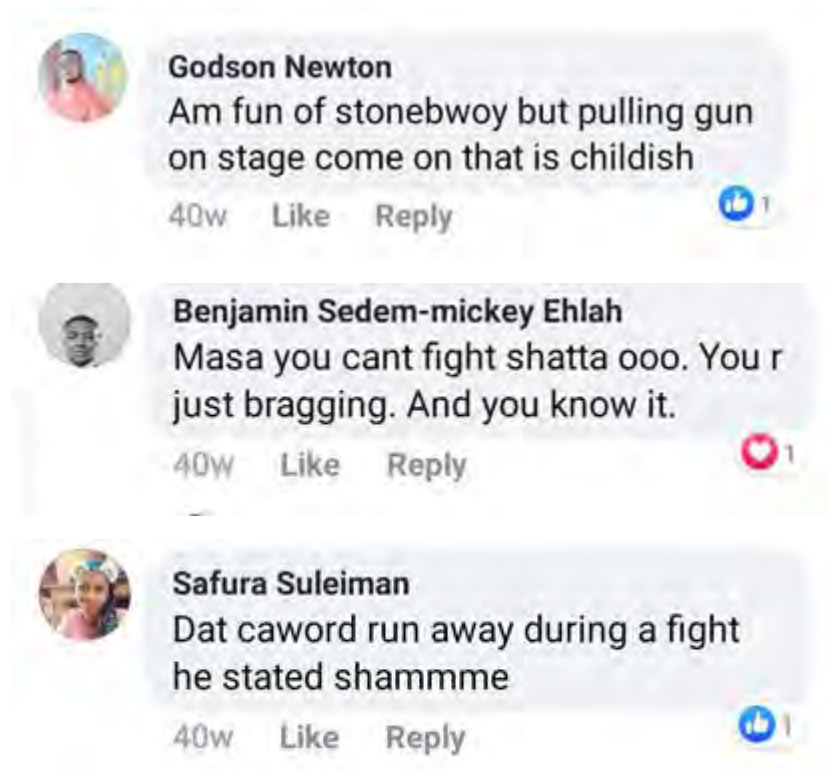 Godson Newton
Am fun of stonebwoy but pulling gun
on stage come on that is childish
40w Like Reply 1
Benjamin Sedem-mickey Ehlah
Masa you cant fight shatta ooo. You r
just bragging. And you know it.
40w Like Reply 1
Safura Suleiman
Dat caword run away during a fight
he stated shammme
40w Like Reply 1